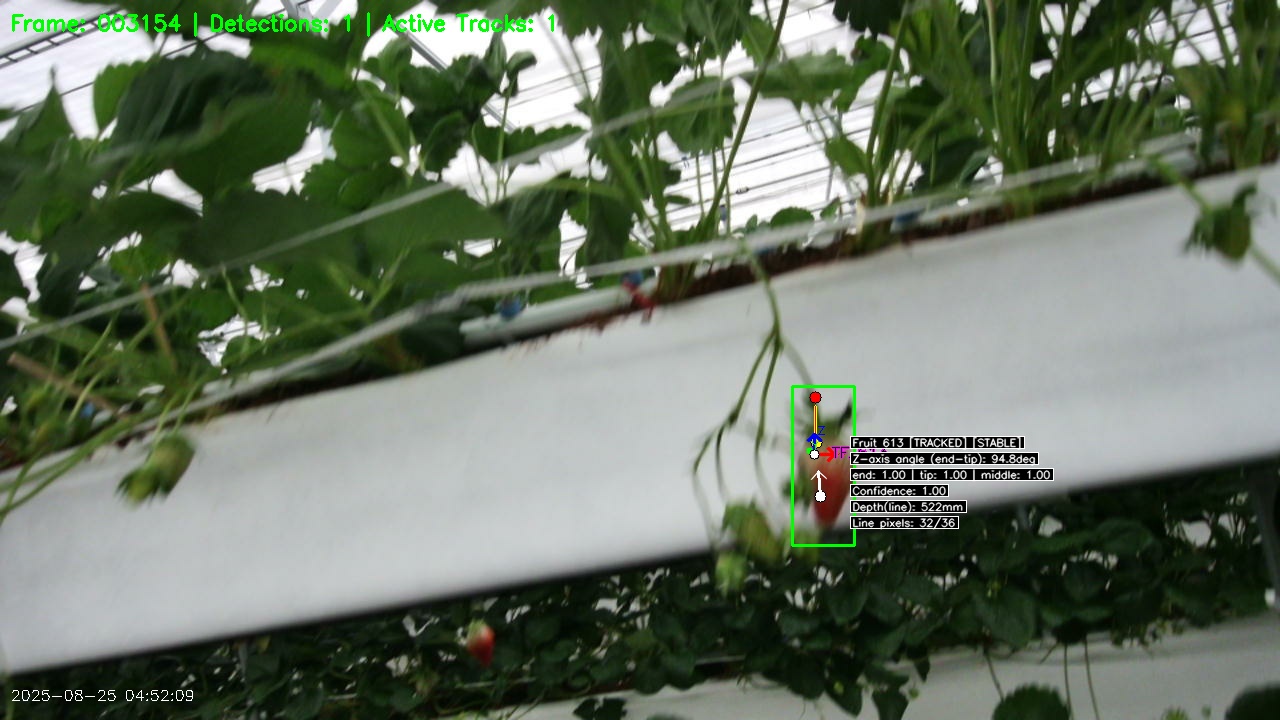 Frame: 003154 | Detections: 1 | Active Tracks: 1
Fruit 613 [TRACKED] [STABLE]
TF
Z-axis angle (end-tip): 94.8deg
end: 1.00 | tip: 1.00 | middle: 1.00
Confidence: 1.00
Depth(line): 522mm
Line pixels: 32/36
2025-08-25 04:52:09